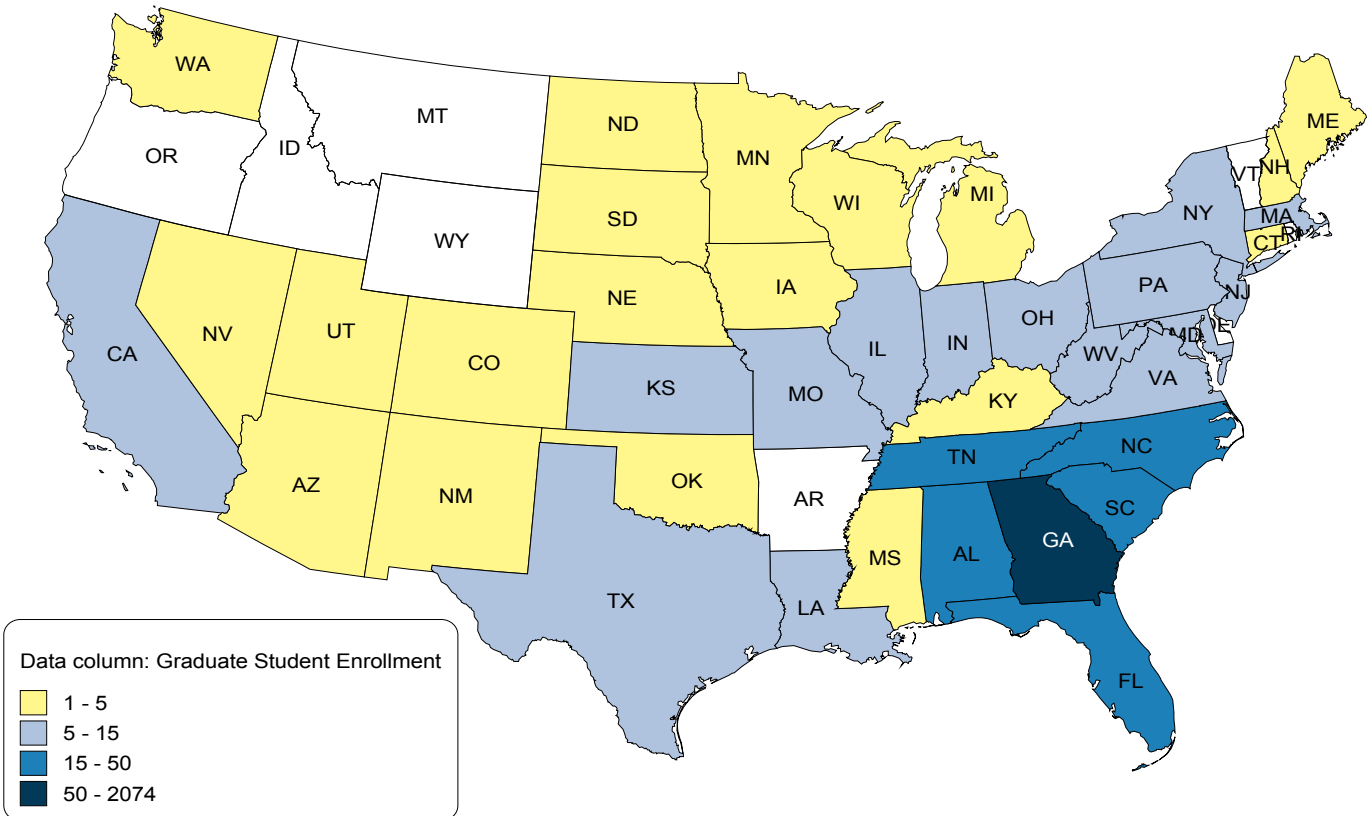 WA
MT
ND
MN
ME
OR
ID
VT
NH
WI
MI
SD
WY
NY
MA
CT
RI
NE
IA
PA
NJ
NV
UT
CO
CA
IL
IN
OH
WV
MD
DE
VA
KS
MO
KY
AZ
NM
OK
AR
TN
NC
SC
MS
AL
GA
TX
LA
FL
Data column: Graduate Student Enrollment
1 - 5
5 - 15
15 - 50
50 - 2074